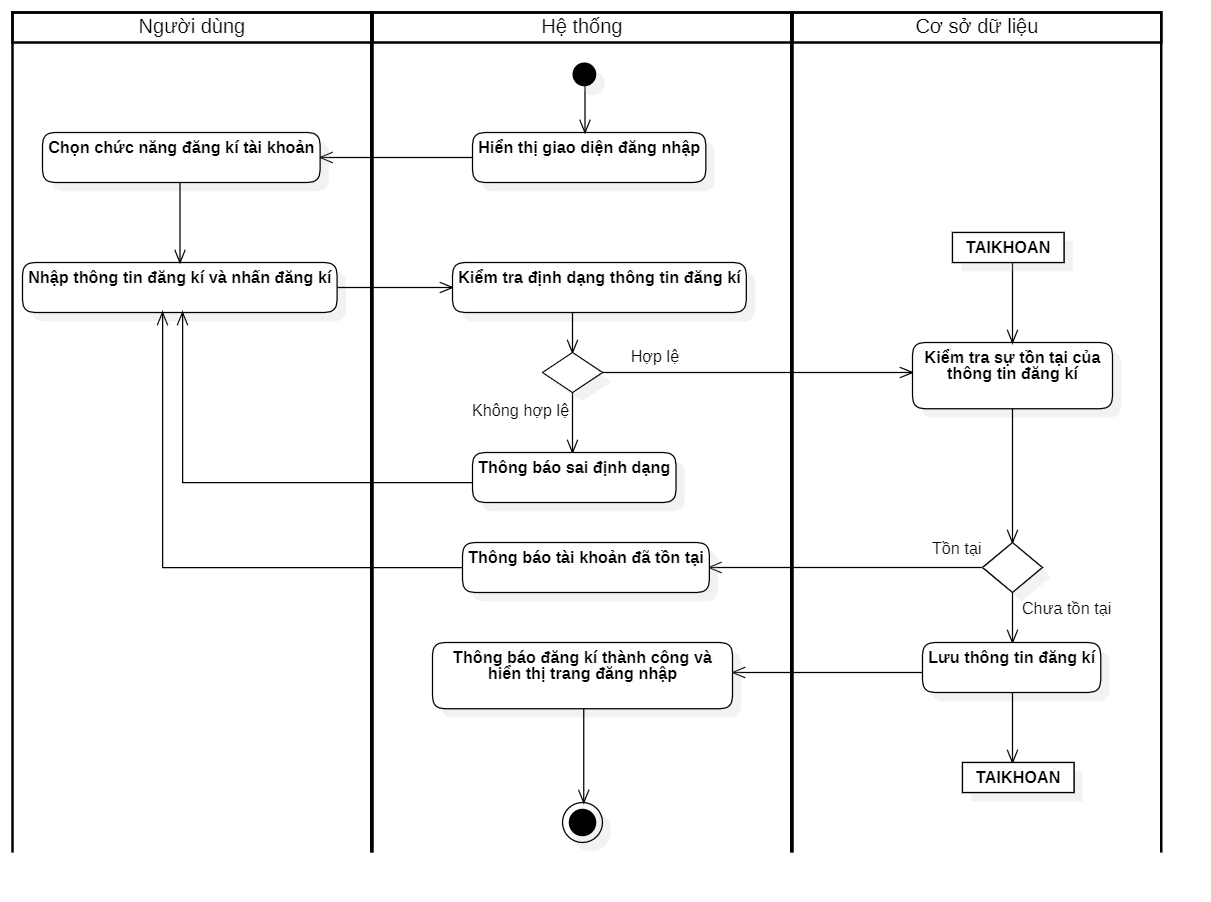 Người dùng
Hệ thống
Cơ sở dữ liệu
Chọn chức năng đăng kí tài khoản
Hiển thị giao diện đăng nhập
TAIKHOAN
Nhập thông tin đăng kí và nhấn đăng kí
Kiểm tra định dạng thông tin đăng kí
Hợp lệ
Kiểm tra sự tồn tại của
thông tin đăng kí
Không hợp lệ
Thông báo sai định dạng
Tồn tại
Thông báo tài khoản đã tồn tại
Chưa tồn tại
Thông báo đăng kí thành công và
hiển thị trang đăng nhập
Lưu thông tin đăng kí
TAIKHOAN